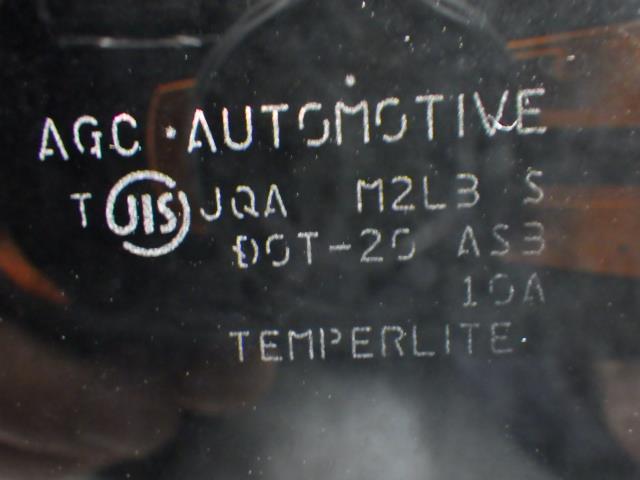 AGC AUTOMOTIVE
T JIS JQA M2L3 S
DOT-20 AS3
10A
TEMPERLITE